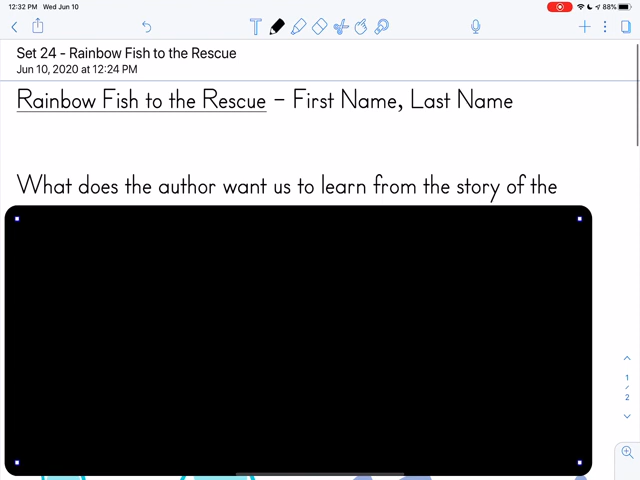 12:32 PM Wed Jun 10
88%
Set 24 - Rainbow Fish to the Rescue
Jun 10, 2020 at 12:24 PM
Rainbow Fish to the Rescue - First Name, Last Name
What does the author want us to learn from the story of the
1
/
2